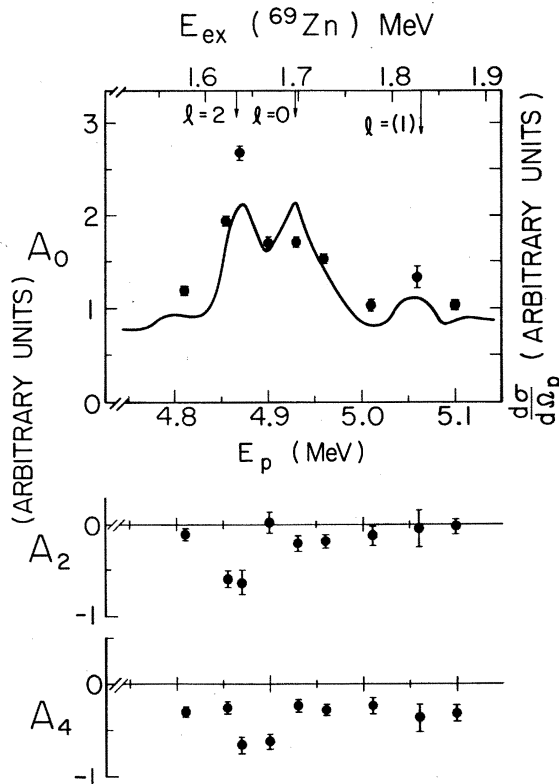 E_ex (⁶⁹Zn) MeV
1.6 1.7 1.8 1.9
ℓ=2 ℓ=0 ℓ=(1)
3
2
1
0
A₀
(ARBITRARY UNITS)
dσ/dΩ_p (ARBITRARY UNITS)
4.8 4.9 5.0 5.1
E_p (MeV)
0
A₂
-1
0
A₄
-1